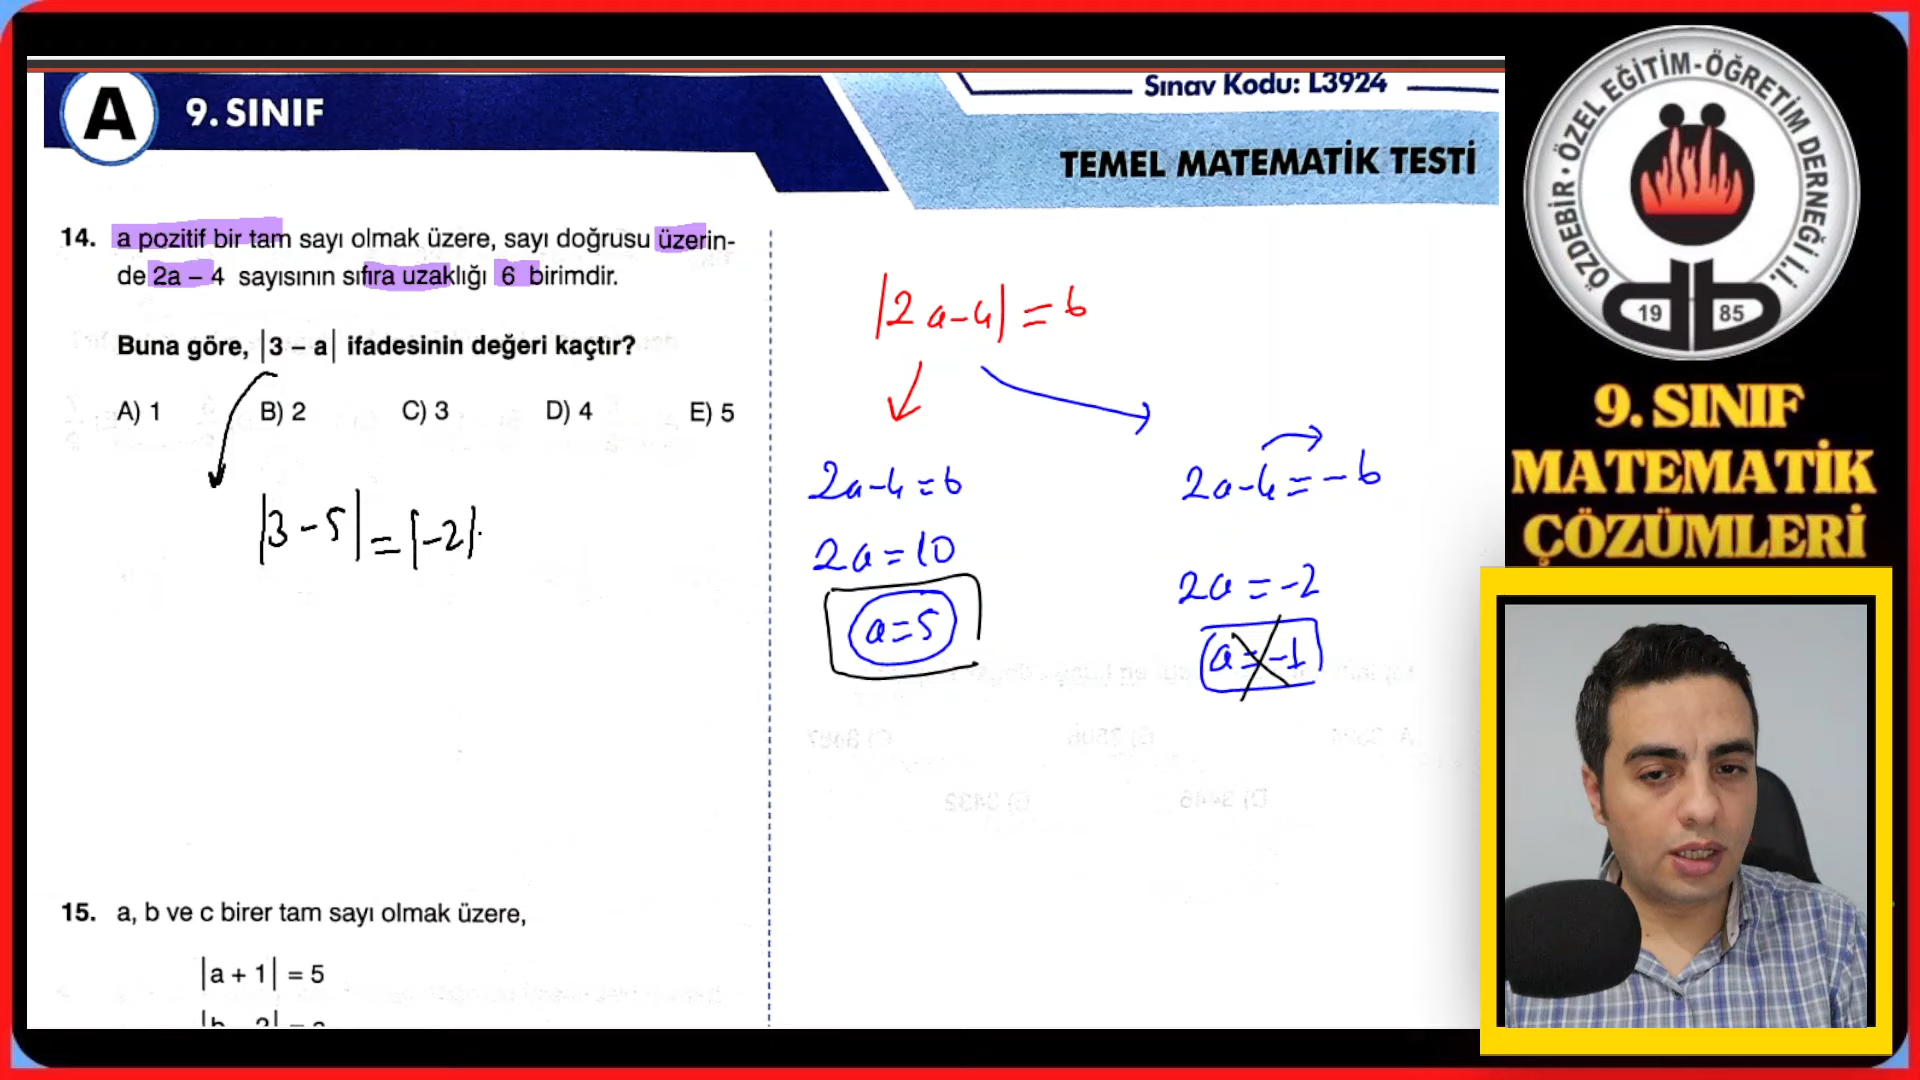 A
9. SINIF
Sınav Kodu: L3924
TEMEL MATEMATİK TESTİ
14. a pozitif bir tam sayı olmak üzere, sayı doğrusu üzerin-
de 2a – 4 sayısının sıfıra uzaklığı 6 birimdir.
Buna göre, |3 – a| ifadesinin değeri kaçtır?
A) 1 B) 2 C) 3 D) 4 E) 5
|3-5| = |-2|
15. a, b ve c birer tam sayı olmak üzere,
|a + 1| = 5
|2a-4| = 6
2a-4=6
2a=10
a=5
2a-4=-6
2a=-2
a=-1
ÖZDEBİR · ÖZEL EĞİTİM-ÖĞRETİM DERNEĞİ İ.İ.
19 85
9. SINIF
MATEMATİK
ÇÖZÜMLERİ